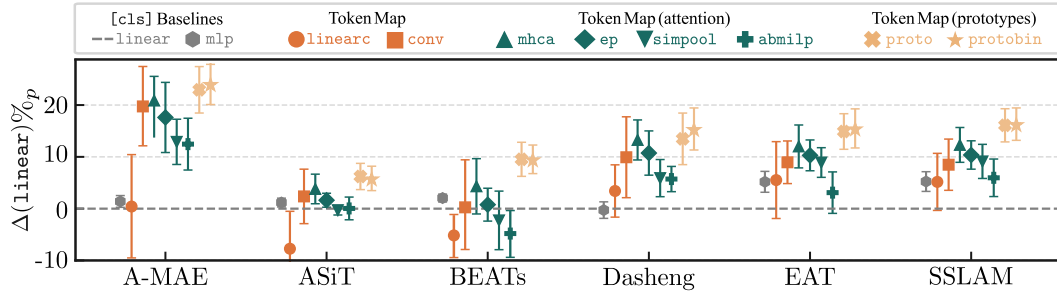 [cls] Baselines
linear mlp
Token Map
linearc conv
Token Map (attention)
mhca ep simpool abmilp
Token Map (prototypes)
proto protobin
Δ(linear)%p
20
10
0
-10
A-MAE ASiT BEATs Dasheng EAT SSLAM